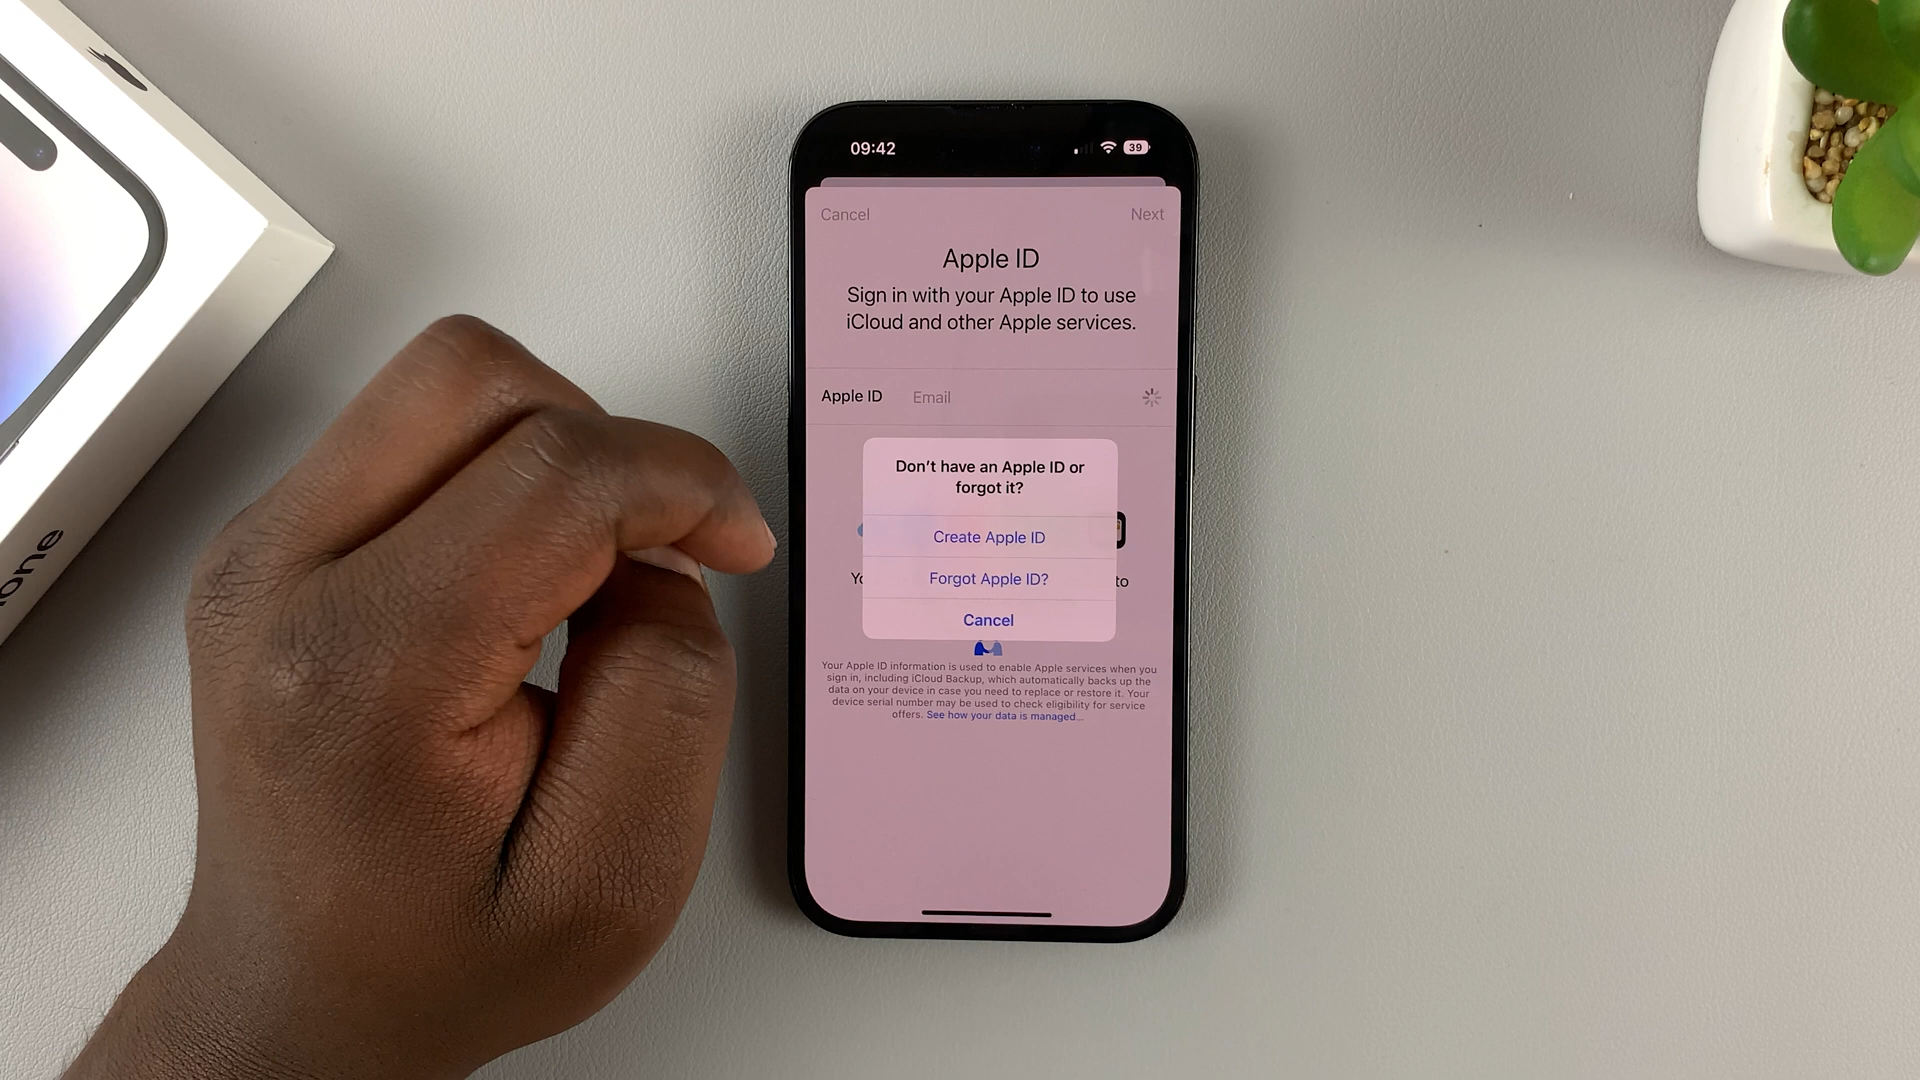 09:42
39
Cancel
Next
Apple ID
Sign in with your Apple ID to use
iCloud and other Apple services.
Apple ID
Email
Don't have an Apple ID or
forgot it?
Create Apple ID
Forgot Apple ID?
Cancel
to
Your Apple ID information is used to enable Apple services when you
sign in, including iCloud Backup, which automatically backs up the
data on your device in case you need to replace or restore it. Your
device serial number may be used to check eligibility for service
offers. See how your data is managed...